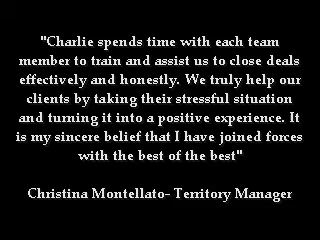 "Charlie spends time with each team
member to train and assist us to close deals
effectively and honestly. We truly help our
clients by taking their stressful situation
and turning it into a positive experience. It
is my sincere belief that I have joined forces
with the best of the best"
Christina Montellato- Territory Manager